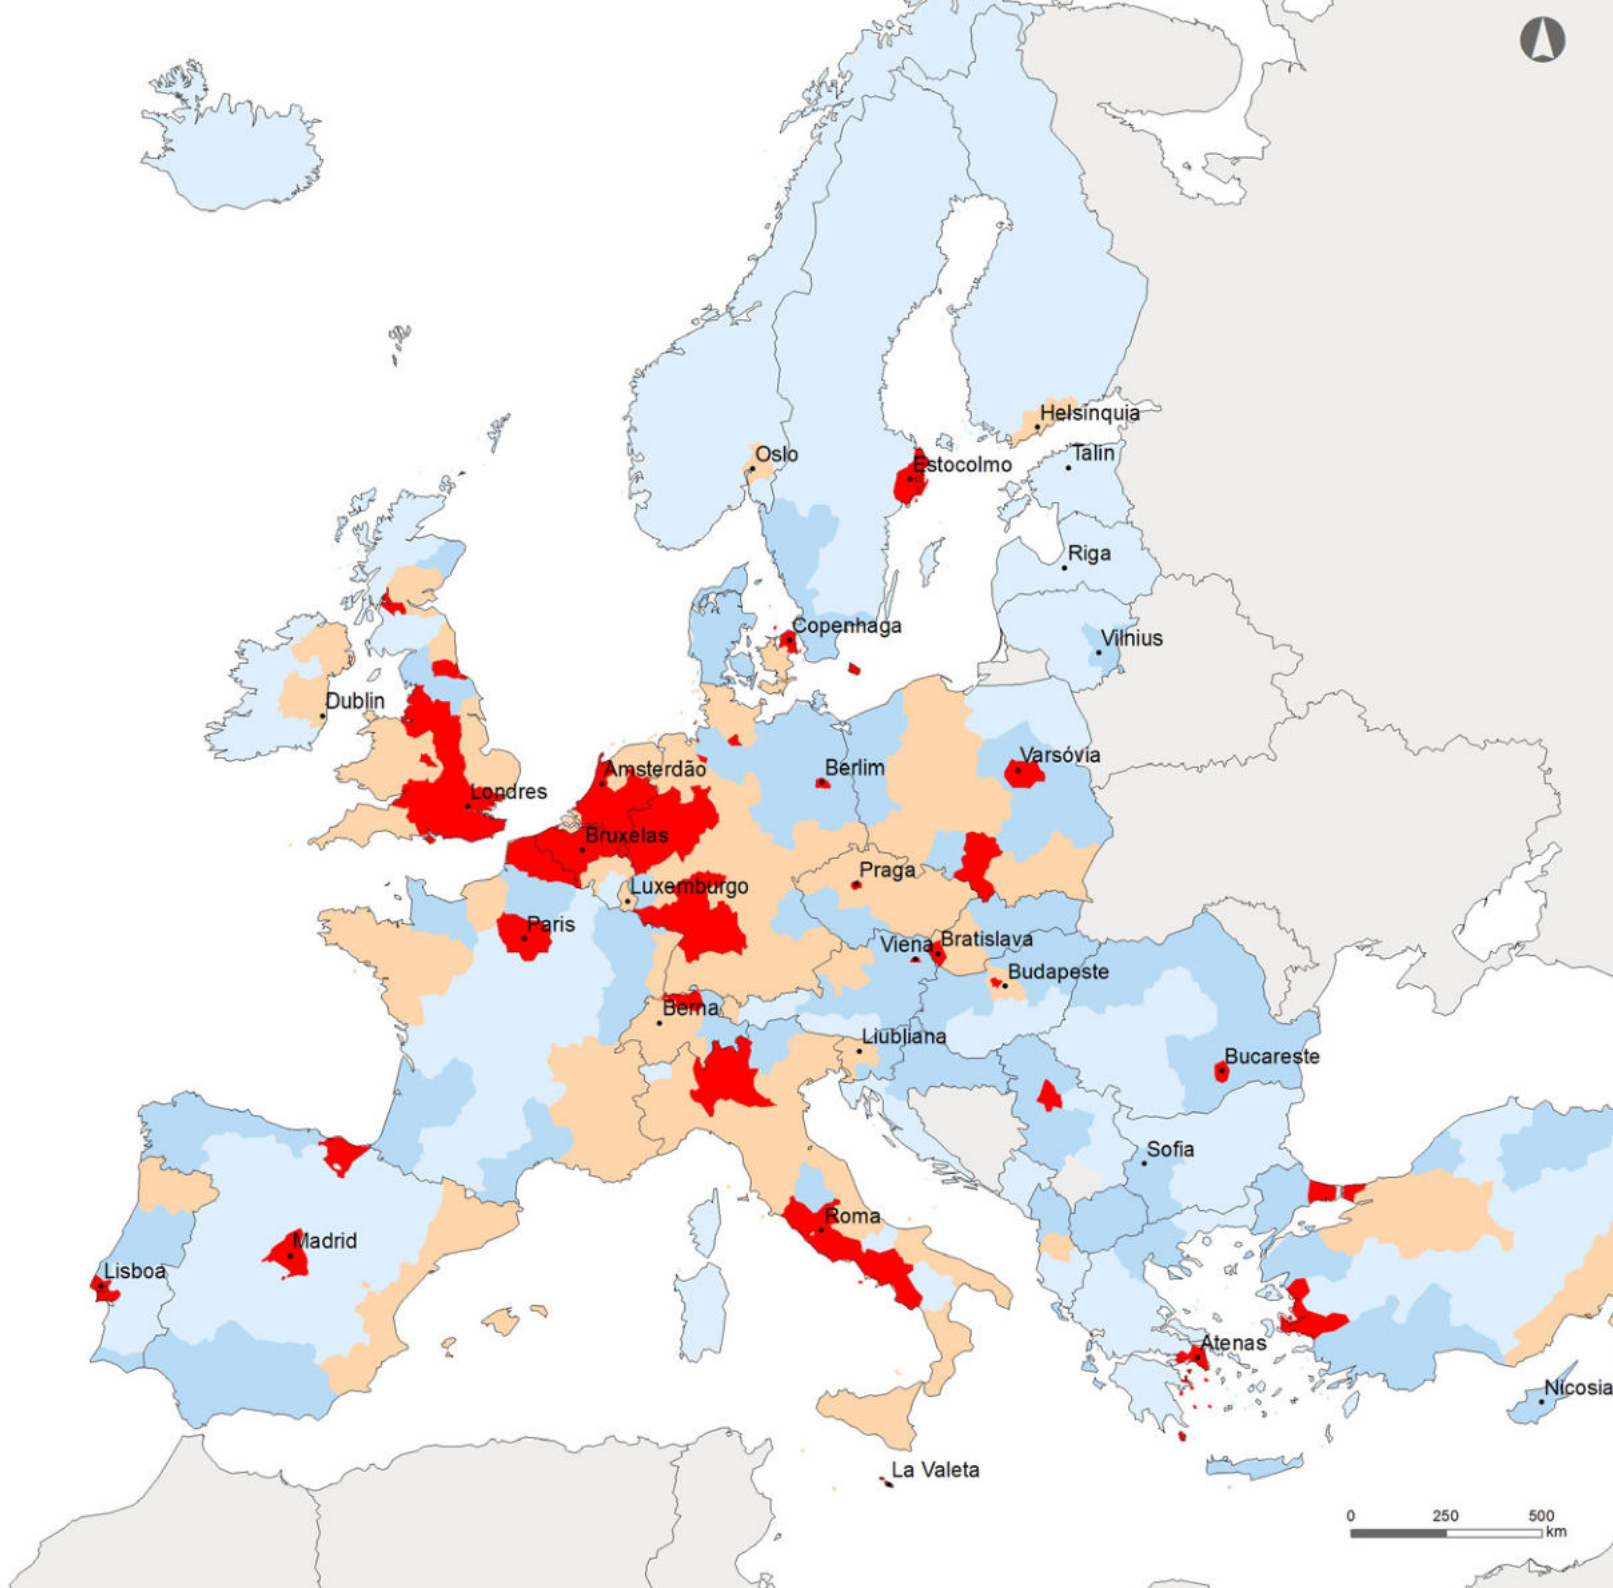 Helsínquia
Oslo
Talin
Estocolmo
Riga
Copenhaga
Vilnius
Dublin
Varsóvia
Amsterdão
Berlim
Londres
Bruxelas
Praga
Luxemburgo
Paris
Viena
Bratislava
Budapeste
Berna
Liubliana
Bucareste
Sofia
Roma
Madrid
Lisboa
Atenas
Nicosia
La Valeta
0 250 500
km